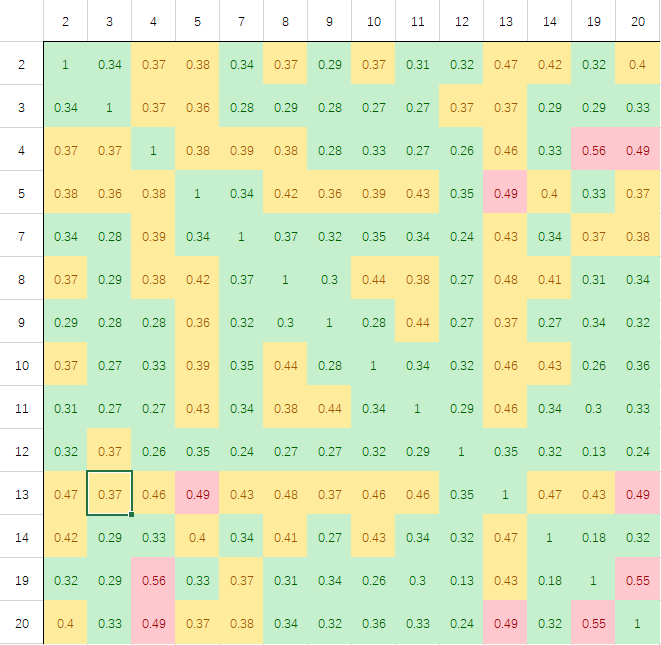 2 3 4 5 7 8 9 10 11 12 13 14 19 20
2 1 0.34 0.37 0.38 0.34 0.37 0.29 0.37 0.31 0.32 0.47 0.42 0.32 0.4
3 0.34 1 0.37 0.36 0.28 0.29 0.28 0.27 0.27 0.37 0.37 0.29 0.29 0.33
4 0.37 0.37 1 0.38 0.39 0.38 0.28 0.33 0.27 0.26 0.46 0.33 0.56 0.49
5 0.38 0.36 0.38 1 0.34 0.42 0.36 0.39 0.43 0.35 0.49 0.4 0.33 0.37
7 0.34 0.28 0.39 0.34 1 0.37 0.32 0.35 0.34 0.24 0.43 0.34 0.37 0.38
8 0.37 0.29 0.38 0.42 0.37 1 0.3 0.44 0.38 0.27 0.48 0.41 0.31 0.34
9 0.29 0.28 0.28 0.36 0.32 0.3 1 0.28 0.44 0.27 0.37 0.27 0.34 0.32
10 0.37 0.27 0.33 0.39 0.35 0.44 0.28 1 0.34 0.32 0.46 0.43 0.26 0.36
11 0.31 0.27 0.27 0.43 0.34 0.38 0.44 0.34 1 0.29 0.46 0.34 0.3 0.33
12 0.32 0.37 0.26 0.35 0.24 0.27 0.27 0.32 0.29 1 0.35 0.32 0.13 0.24
13 0.47 0.37 0.46 0.49 0.43 0.48 0.37 0.46 0.46 0.35 1 0.47 0.43 0.49
14 0.42 0.29 0.33 0.4 0.34 0.41 0.27 0.43 0.34 0.32 0.47 1 0.18 0.32
19 0.32 0.29 0.56 0.33 0.37 0.31 0.34 0.26 0.3 0.13 0.43 0.18 1 0.55
20 0.4 0.33 0.49 0.37 0.38 0.34 0.32 0.36 0.33 0.24 0.49 0.32 0.55 1